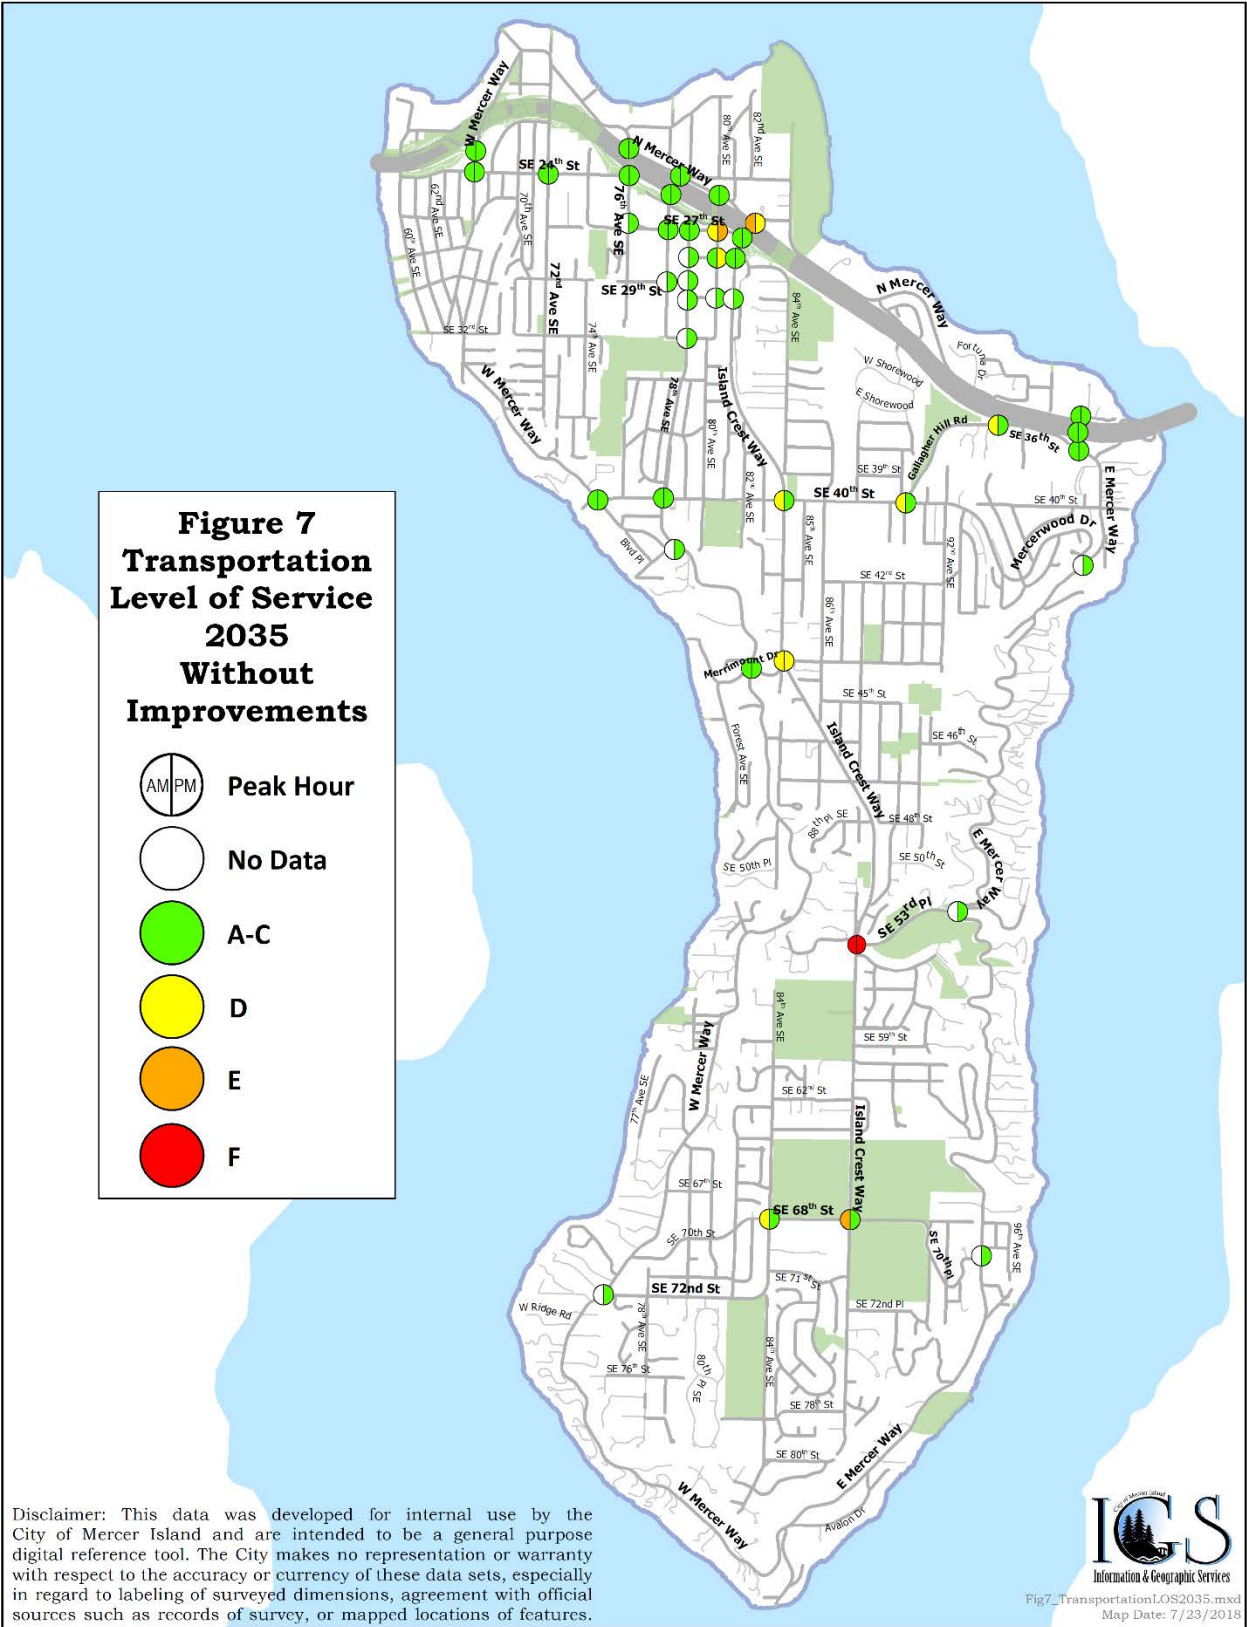 W Mercer Way
80th Ave SE
82nd Ave SE
N Mercer Way
SE 24th St
62nd Ave SE
70th Ave SE
76th Ave SE
SE 27th St
60th Ave SE
72nd Ave SE
SE 29th St
N Mercer Way
84th Ave SE
SE 32nd St
74th Ave SE
Fortuna Dr
W Shorewood
W Mercer Way
78th Ave SE
Island Crest Way
E Shorewood
80th Ave SE
Gallagher Hill Rd
SE 36th St
SE 39th St
82nd Ave SE
SE 40th St
SE 40th St
E Mercer Way
85th Ave SE
Mercerwood Dr
Blvd Pl
92nd Ave SE
SE 42nd St
86th Ave SE
Merrimount Dr
SE 45th St
Forest Ave SE
Island Crest Way
SE 46th St
88th Pl SE
SE 48th St
SE 50th St
SE 50th Pl
E Mercer Way
SE 53rd Pl
84th Ave SE
W Mercer Way
SE 59th St
77th Ave SE
SE 62nd St
Island Crest Way
SE 67th St
SE 68th St
SE 70th St
SE 70th Pl
96th Ave SE
SE 71st St
SE 72nd St
SE 72nd Pl
W Ridge Rd
78th Ave SE
84th Ave SE
SE 76th St
80th Pl SE
SE 78th St
SE 80th St
E Mercer Way
W Mercer Way
Avalon Dr
Figure 7
Transportation
Level of Service
2035
Without
Improvements
AM PM Peak Hour
No Data
A-C
D
E
F
Disclaimer: This data was developed for internal use by the
City of Mercer Island and are intended to be a general purpose
digital reference tool. The City makes no representation or warranty
with respect to the accuracy or currency of these data sets, especially
in regard to labeling of surveyed dimensions, agreement with official
sources such as records of survey, or mapped locations of features.
City of Mercer Island
IGS
Information & Geographic Services
Fig7_TransportationLOS2035.mxd
Map Date: 7/23/2018